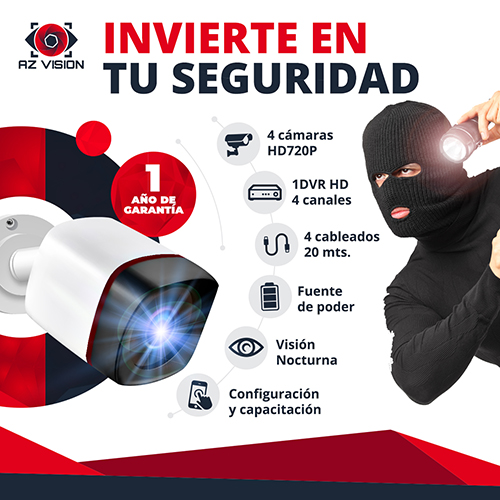 AZ VISION
INVIERTE EN
TU SEGURIDAD
1
AÑO DE
GARANTÍA
4 cámaras
HD720P
1DVR HD
4 canales
4 cableados
20 mts.
Fuente
de poder
Visión
Nocturna
Configuración
y capacitación